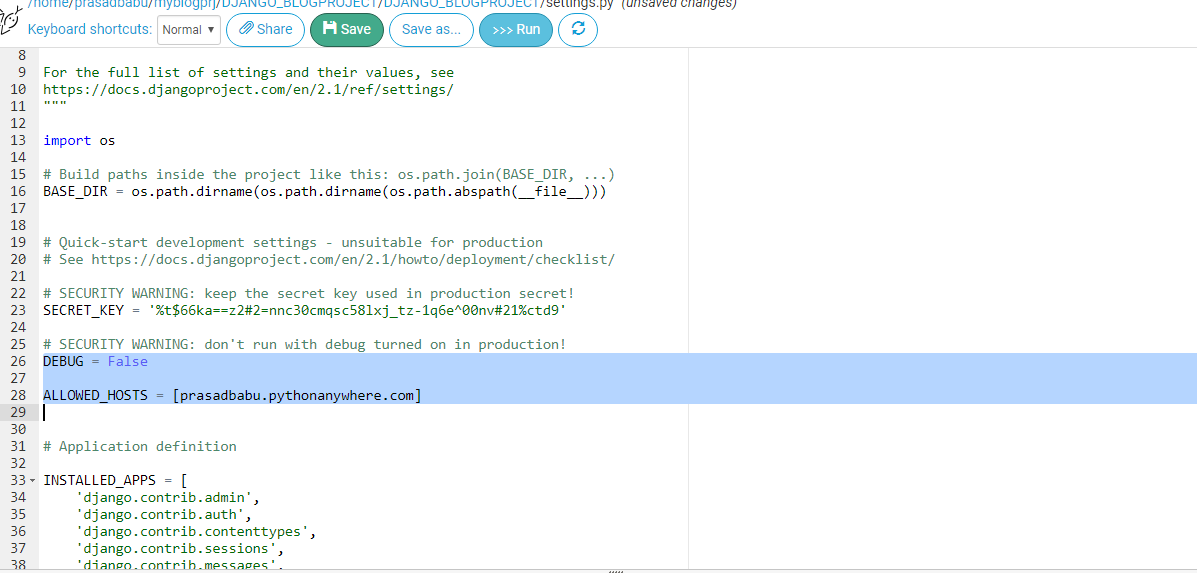 /home/prasadbabu/myblogprj/DJANGO_BLOGPROJECT/DJANGO_BLOGPROJECT/settings.py (unsaved changes)
Keyboard shortcuts: Normal Share Save Save as... >>> Run
8
9 For the full list of settings and their values, see
10 https://docs.djangoproject.com/en/2.1/ref/settings/
11 """
12
13 import os
14
15 # Build paths inside the project like this: os.path.join(BASE_DIR, ...)
16 BASE_DIR = os.path.dirname(os.path.dirname(os.path.abspath(__file__)))
17
18
19 # Quick-start development settings - unsuitable for production
20 # See https://docs.djangoproject.com/en/2.1/howto/deployment/checklist/
21
22 # SECURITY WARNING: keep the secret key used in production secret!
23 SECRET_KEY = '%t$66ka==z2#2=nnc30cmqsc58lxj_tz-1q6e^00nv#21%ctd9'
24
25 # SECURITY WARNING: don't run with debug turned on in production!
26 DEBUG = False
27
28 ALLOWED_HOSTS = [prasadbabu.pythonanywhere.com]
29
30
31 # Application definition
32
33 INSTALLED_APPS = [
34 'django.contrib.admin',
35 'django.contrib.auth',
36 'django.contrib.contenttypes',
37 'django.contrib.sessions',
38 'django.contrib.messages',